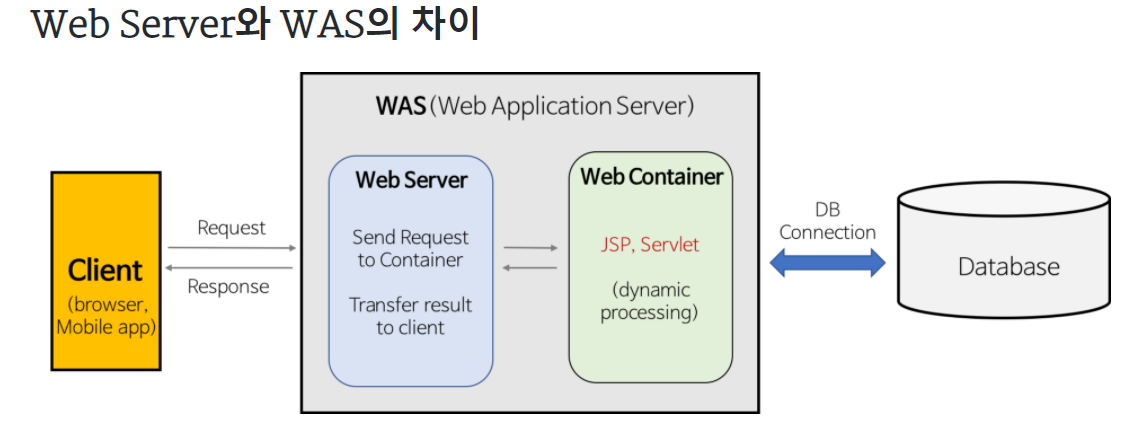 Web Server와 WAS의 차이
WAS(Web Application Server)
Client
(browser,
Mobile app)
Request
Response
Web Server
Send Request
to Container
Transfer result
to client
Web Container
JSP, Servlet
(dynamic
processing)
DB
Connection
Database